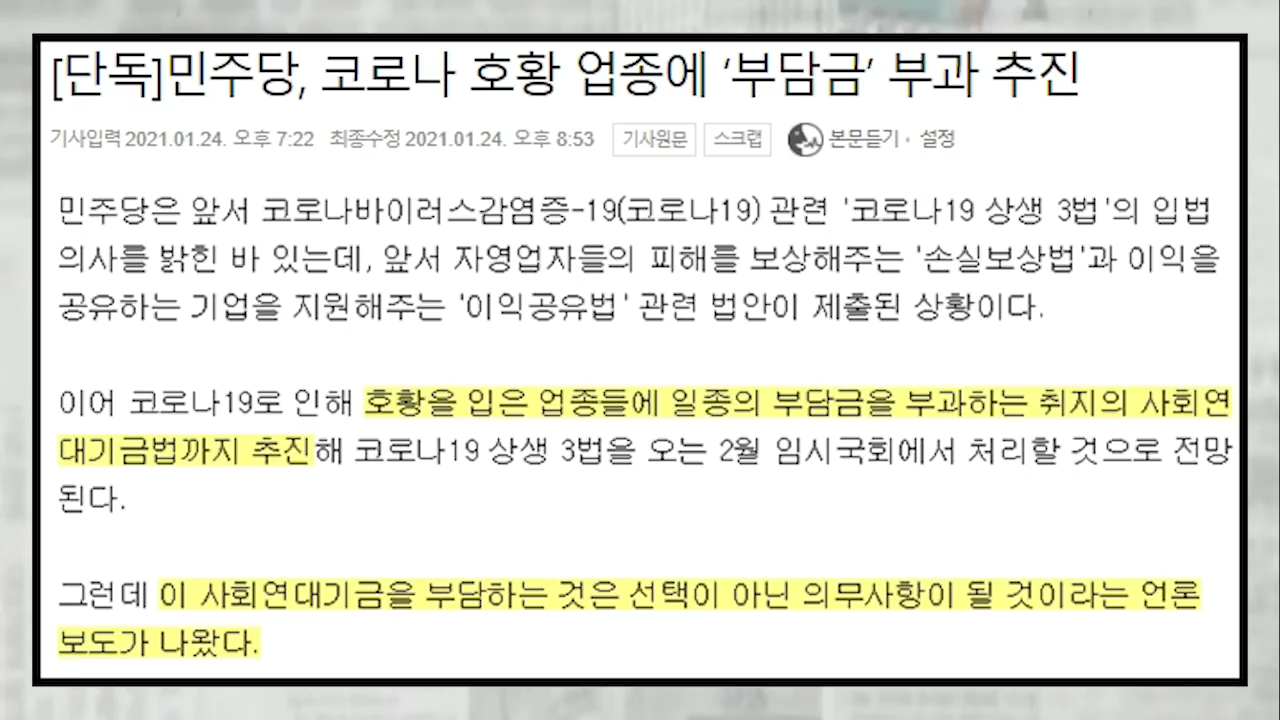 [단독]민주당, 코로나 호황 업종에 ‘부담금’ 부과 추진
기사입력 2021.01.24. 오후 7:22 최종수정 2021.01.24. 오후 8:53 기사원문 스크랩 본문듣기 · 설정
민주당은 앞서 코로나바이러스감염증-19(코로나19) 관련 '코로나19 상생 3법'의 입법
의사를 밝힌 바 있는데, 앞서 자영업자들의 피해를 보상해주는 '손실보상법'과 이익을
공유하는 기업을 지원해주는 '이익공유법' 관련 법안이 제출된 상황이다.
이어 코로나19로 인해 호황을 입은 업종들에 일종의 부담금을 부과하는 취지의 사회연
대기금법까지 추진해 코로나19 상생 3법을 오는 2월 임시국회에서 처리할 것으로 전망
된다.
그런데 이 사회연대기금을 부담하는 것은 선택이 아닌 의무사항이 될 것이라는 언론
보도가 나왔다.